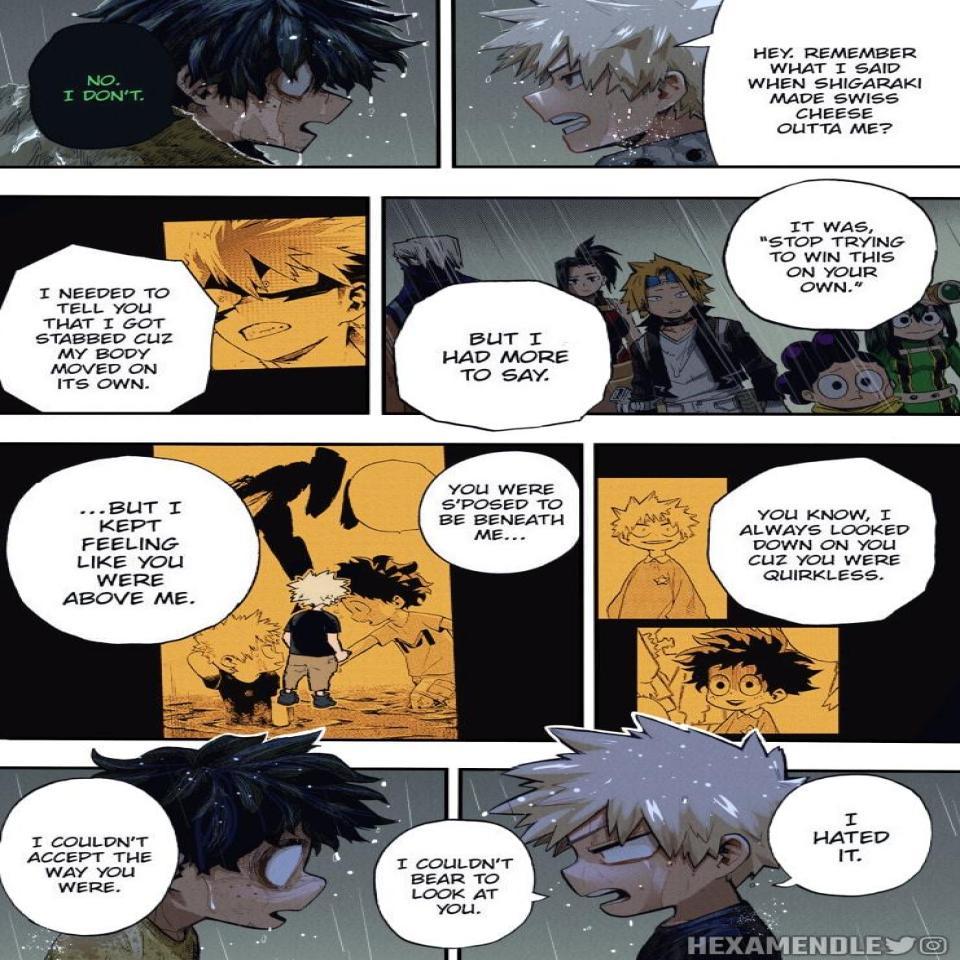 HEY. REMEMBER
WHAT I SAID
WHEN SHIGARAKI
MADE SWISS
CHEESE
OUTTA ME?
NO.
I DON'T.
IT WAS,
"STOP TRYING
TO WIN THIS
ON YOUR
OWN."
BUT I
HAD MORE
TO SAY.
I NEEDED TO
TELL YOU
THAT I GOT
STABBED CUZ
MY BODY
MOVED ON
ITS OWN.
YOU KNOW, I
ALWAYS LOOKED
DOWN ON YOU
CUZ YOU WERE
QUIRKLESS.
YOU WERE
S'POSED TO
BE BENEATH
ME...
...BUT I
KEPT
FEELING
LIKE YOU
WERE
ABOVE ME.
I
HATED
IT.
I COULDN'T
BEAR TO
LOOK AT
YOU.
I COULDN'T
ACCEPT THE
WAY YOU
WERE.
HEXAMENDLE